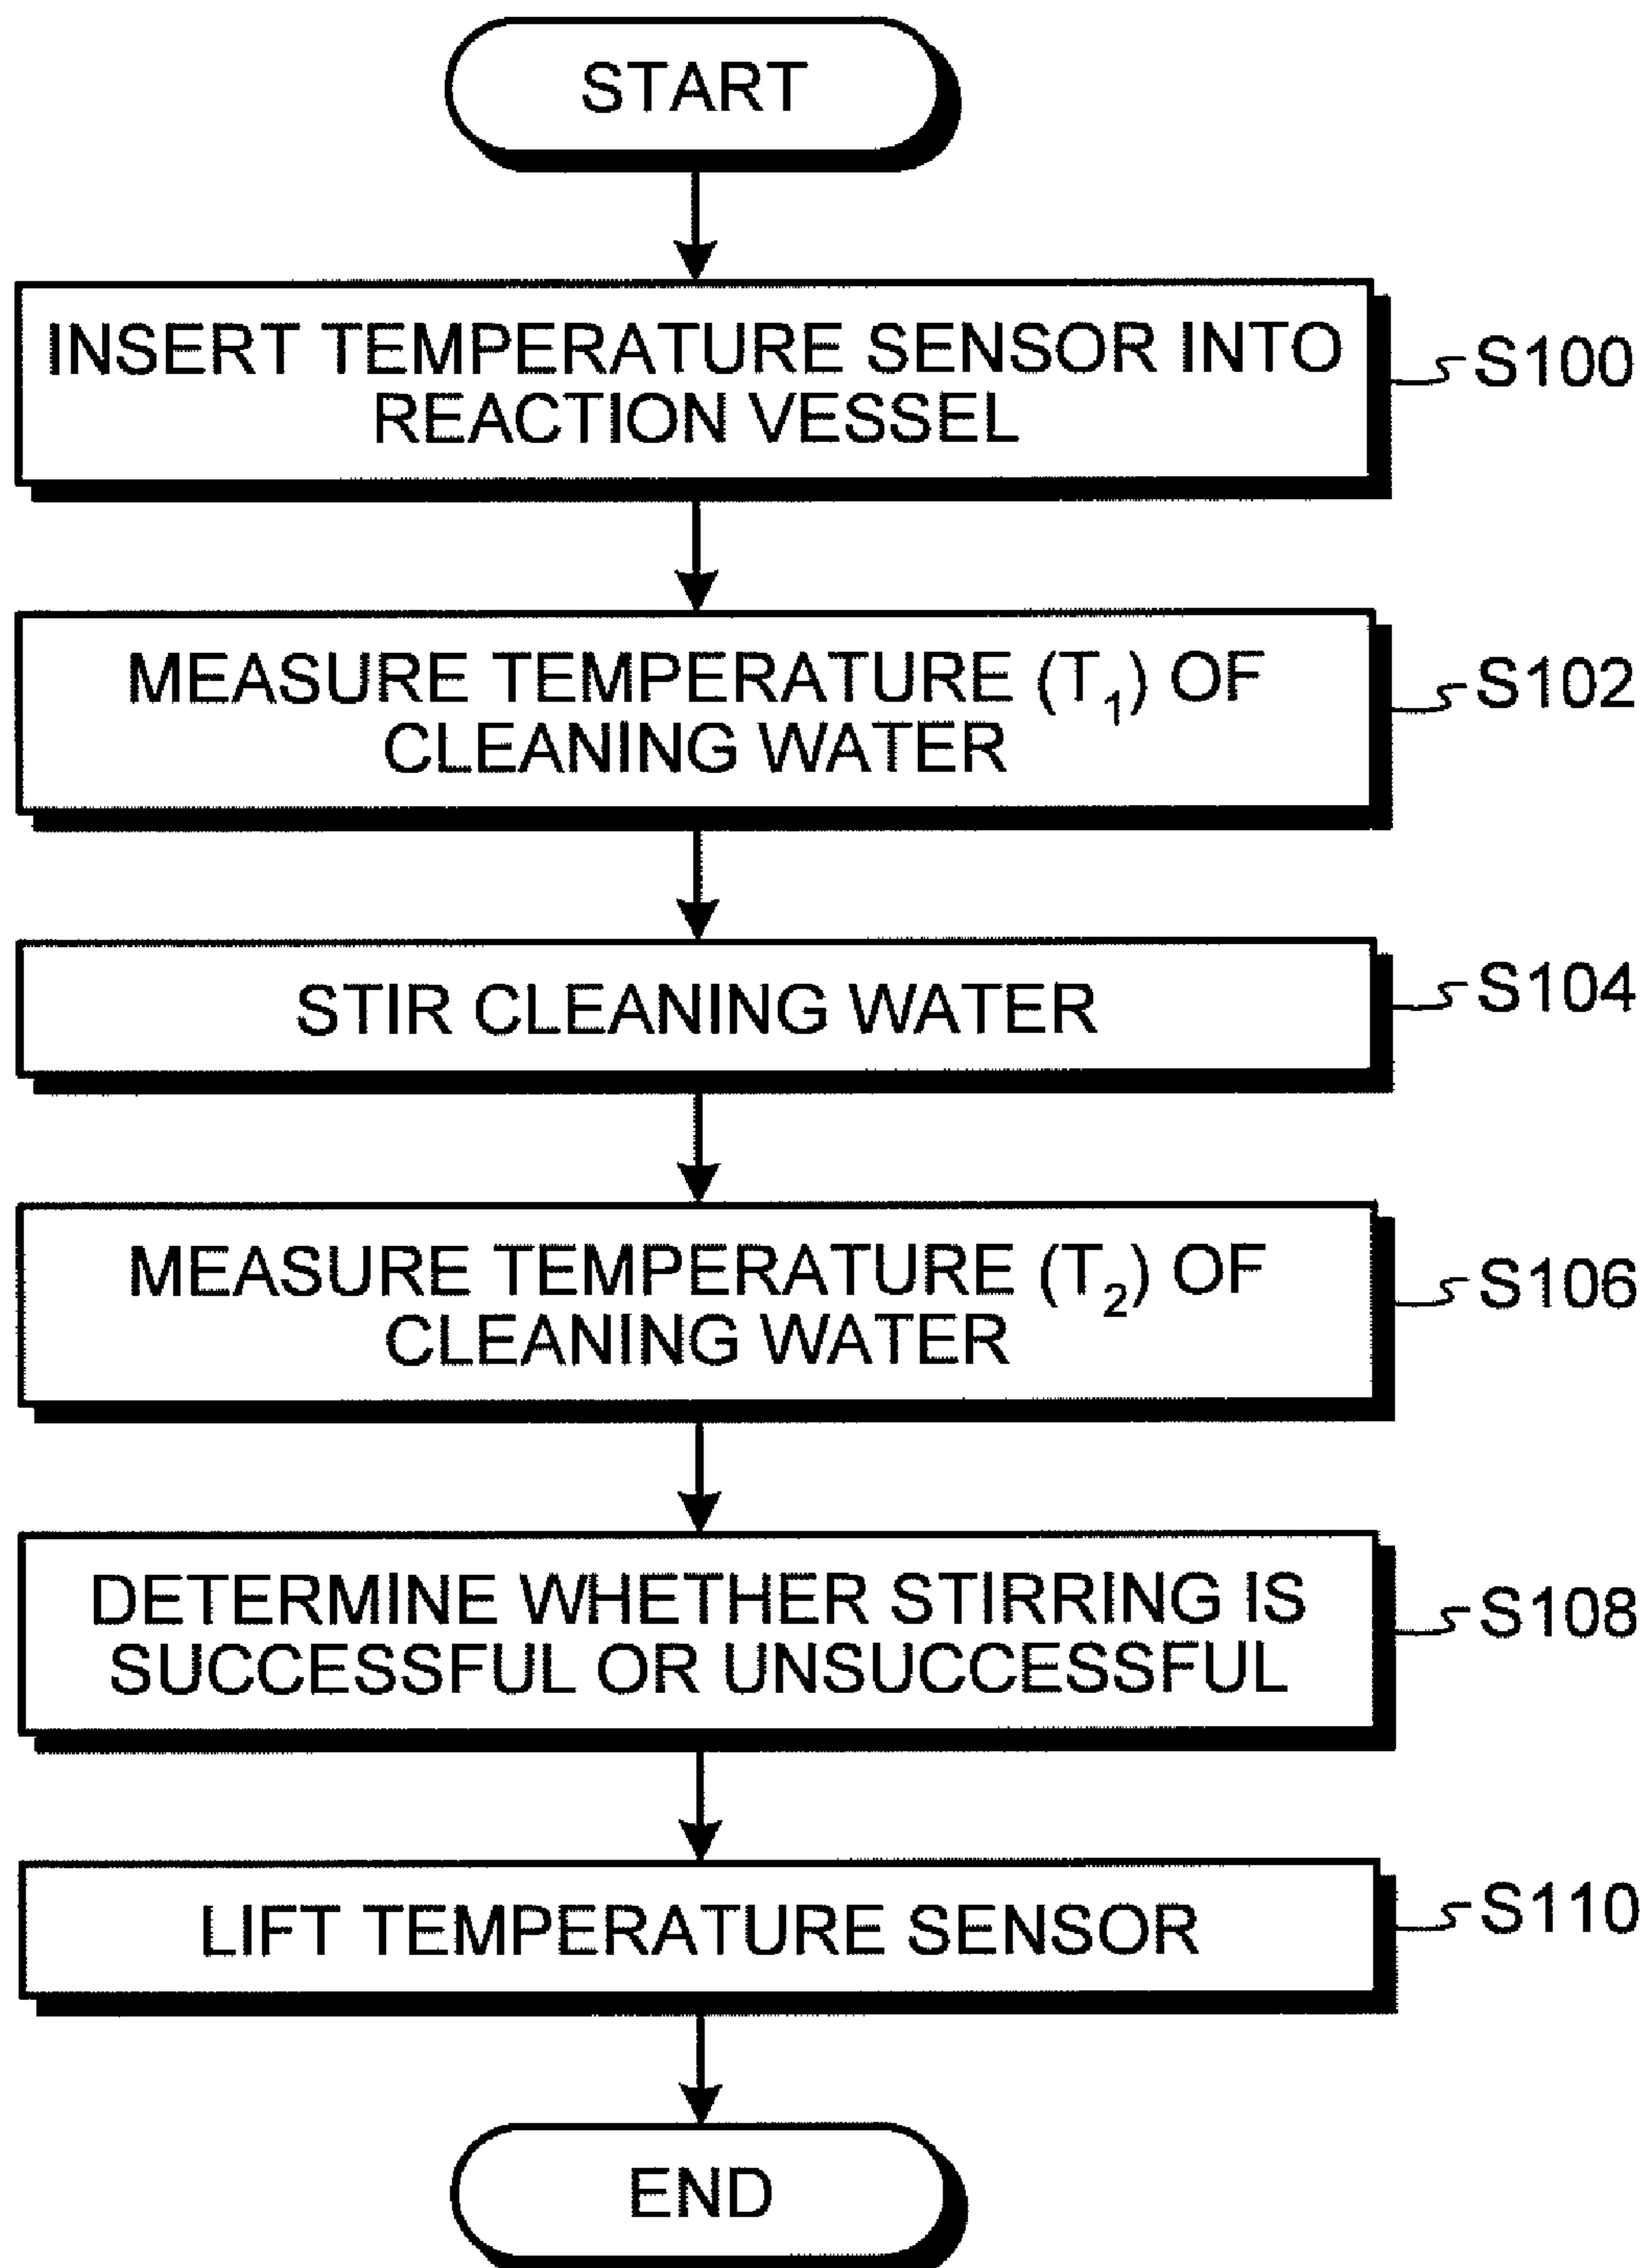 START
INSERT TEMPERATURE SENSOR INTO
REACTION VESSEL
S100
MEASURE TEMPERATURE (T₁) OF
CLEANING WATER
S102
STIR CLEANING WATER
S104
MEASURE TEMPERATURE (T₂) OF
CLEANING WATER
S106
DETERMINE WHETHER STIRRING IS
SUCCESSFUL OR UNSUCCESSFUL
S108
LIFT TEMPERATURE SENSOR
S110
END